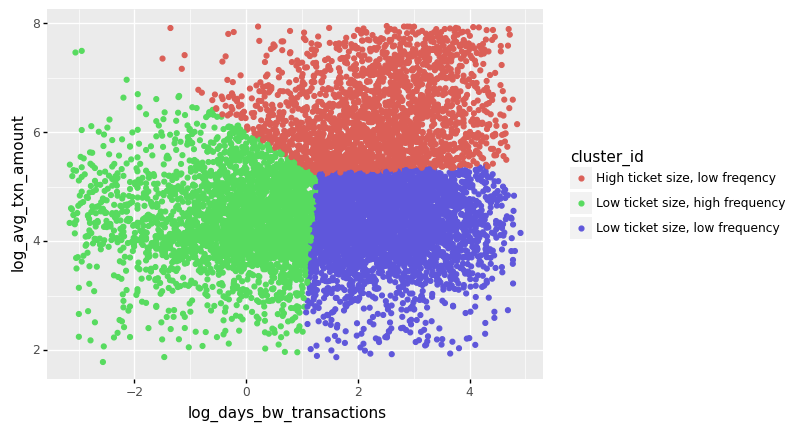 8
6
4
2
log_avg_txn_amount
−2
0
2
4
log_days_bw_transactions
cluster_id
High ticket size, low freqency
Low ticket size, high frequency
Low ticket size, low frequency